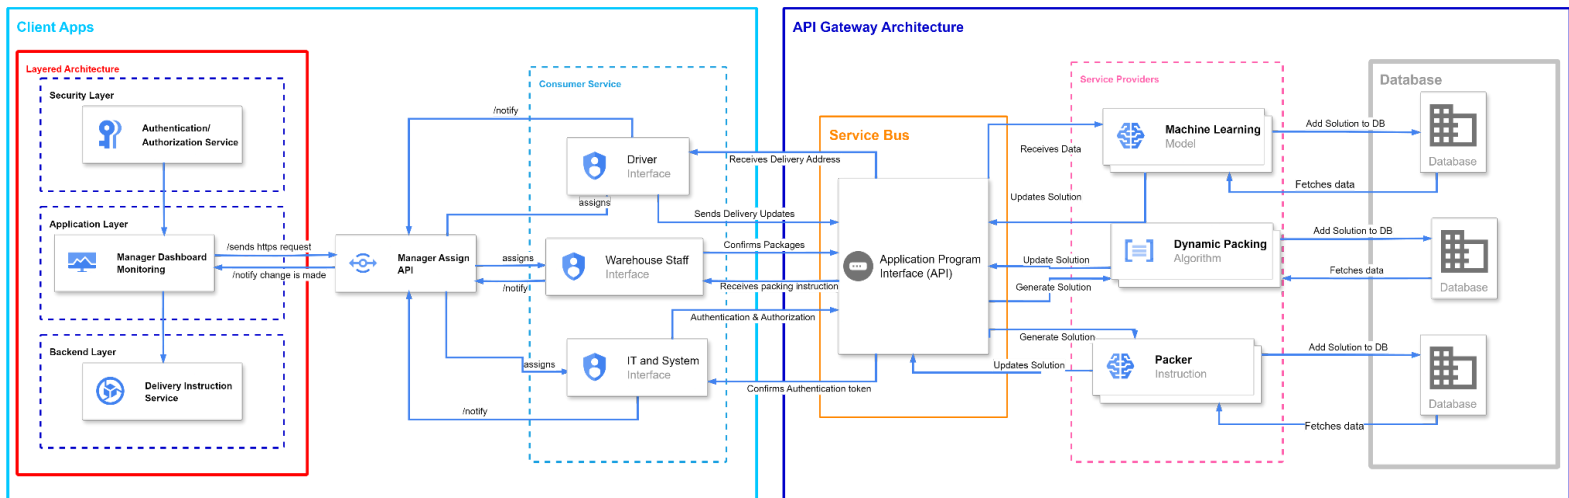 Client Apps
API Gateway Architecture
Layered Architecture
Security Layer
Authentication/
Authorization Service
Application Layer
Manager Dashboard
Monitoring
Backend Layer
Delivery Instruction
Service
/sends https request
/notify change is made
Manager Assign
API
/notify
assigns
/notify
assigns
/notify
Consumer Service
Driver
Interface
assigns
Warehouse Staff
Interface
IT and System
Interface
Receives Delivery Address
Sends Delivery Updates
Confirms Packages
Receives packing instruction
Authentication & Authorization
Confirms Authentication token
Service Bus
Application Program
Interface (API)
Receives Data
Updates Solution
Update Solution
Generate Solution
Generate Solution
Updates Solution
Service Providers
Machine Learning
Model
Dynamic Packing
Algorithm
Packer
Instruction
Add Solution to DB
Fetches data
Add Solution to DB
Fetches data
Add Solution to DB
Fetches data
Database
Database
Database
Database